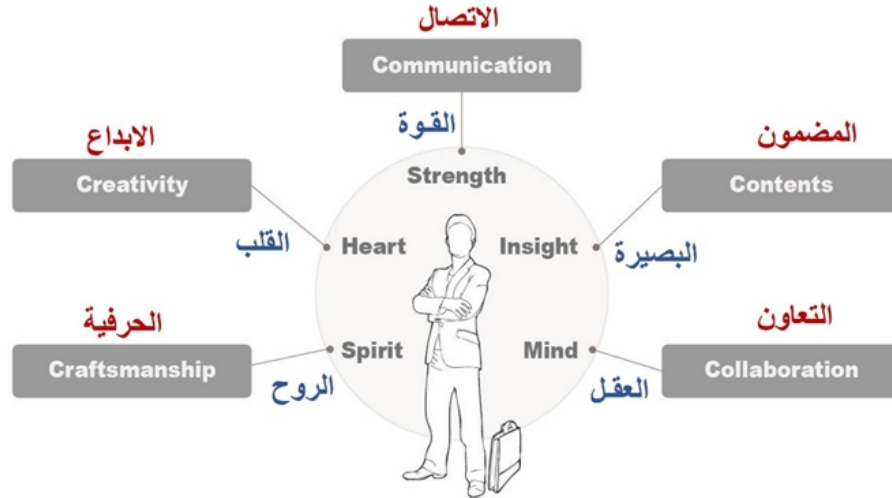 الاتصال
Communication
القوة
Strength
الابداع
Creativity
القلب
Heart
المضمون
Contents
البصيرة
Insight
الحرفية
Craftsmanship
الروح
Spirit
التعاون
Collaboration
العقل
Mind